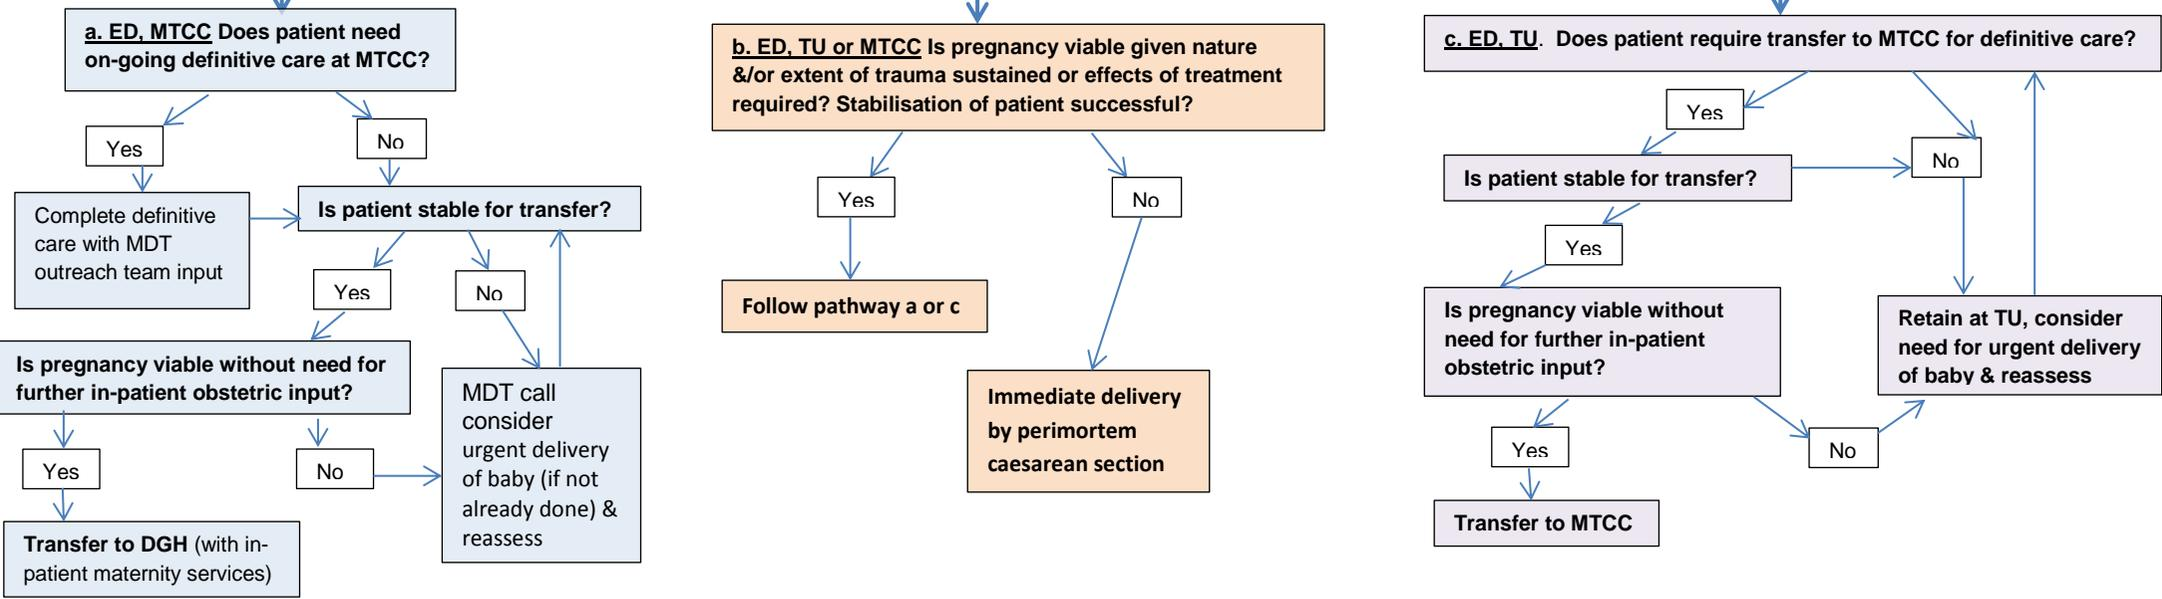 a. ED, MTCC Does patient need
on-going definitive care at MTCC?
Yes
No
Complete definitive
care with MDT
outreach team input
Is patient stable for transfer?
Yes
No
Is pregnancy viable without need for
further in-patient obstetric input?
Yes
No
MDT call
consider
urgent delivery
of baby (if not
already done) &
reassess
Transfer to DGH (with in-
patient maternity services)
b. ED, TU or MTCC Is pregnancy viable given nature
&/or extent of trauma sustained or effects of treatment
required? Stabilisation of patient successful?
Yes
No
Follow pathway a or c
Immediate delivery
by perimortem
caesarean section
c. ED, TU. Does patient require transfer to MTCC for definitive care?
Yes
No
Is patient stable for transfer?
Yes
Is pregnancy viable without
need for further in-patient
obstetric input?
Retain at TU, consider
need for urgent delivery
of baby & reassess
Yes
No
Transfer to MTCC